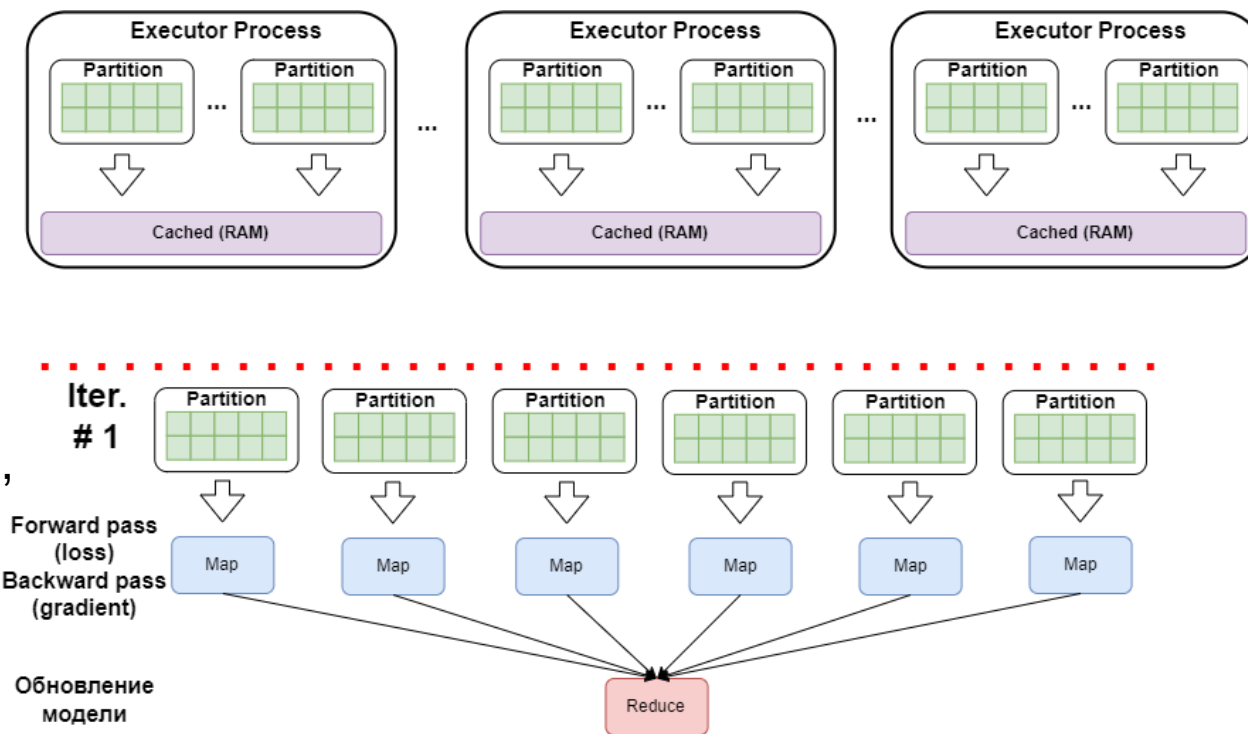 Executor Process
Executor Process
Executor Process
Partition
Partition
Partition
Partition
Partition
Partition
...
...
...
...
...
Cached (RAM)
Cached (RAM)
Cached (RAM)
Iter.
# 1
Partition
Partition
Partition
Partition
Partition
Partition
,
Forward pass
(loss)
Backward pass
(gradient)
Map
Map
Map
Map
Map
Map
Обновление
модели
Reduce